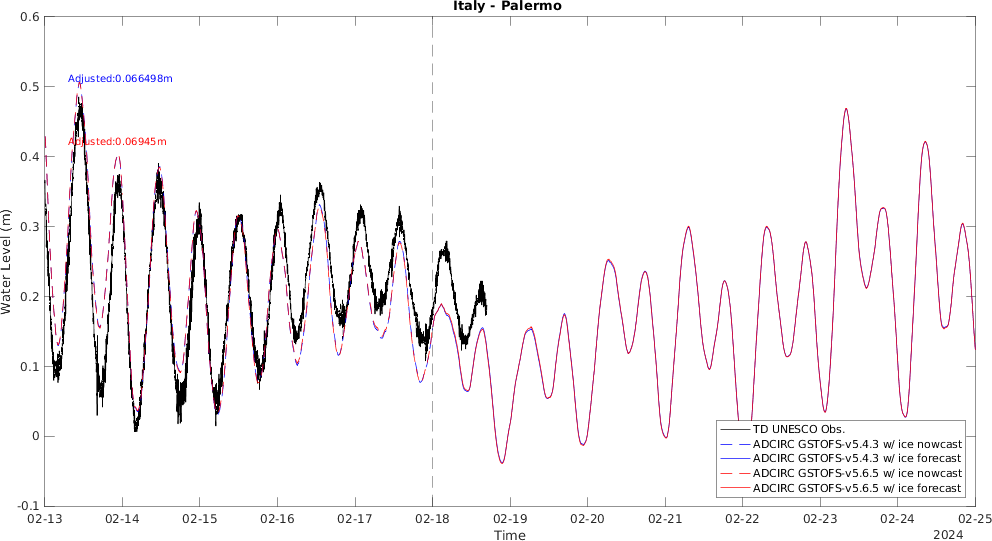 Italy - Palermo
0.6
0.5
0.4
0.3
0.2
0.1
0
-0.1
Water Level (m)
Adjusted:0.066498m
Adjusted:0.06945m
TD UNESCO Obs.
ADCIRC GSTOFS-v5.4.3 w/ ice nowcast
ADCIRC GSTOFS-v5.4.3 w/ ice forecast
ADCIRC GSTOFS-v5.6.5 w/ ice nowcast
ADCIRC GSTOFS-v5.6.5 w/ ice forecast
02-13 02-14 02-15 02-16 02-17 02-18 02-19 02-20 02-21 02-22 02-23 02-24 02-25
Time
2024